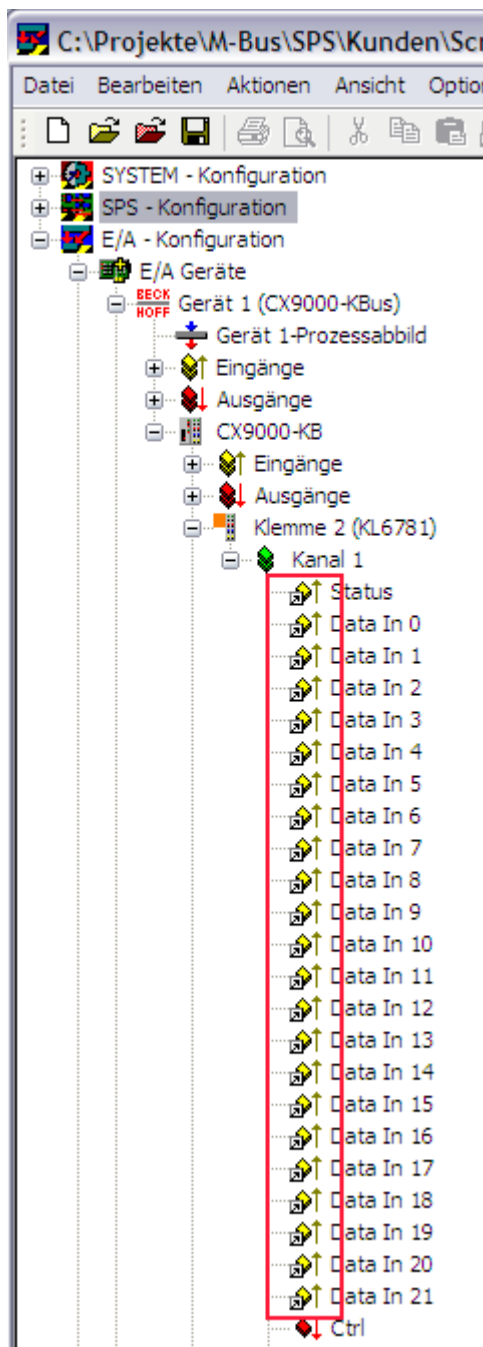 C:\Projekte\M-Bus\SPS\Kunden\Scr
Datei Bearbeiten Aktionen Ansicht Option
SYSTEM - Konfiguration
SPS - Konfiguration
E/A - Konfiguration
E/A Geräte
BECK
HOFF
Gerät 1 (CX9000-KBus)
Gerät 1-Prozessabbild
Eingänge
Ausgänge
CX9000-KB
Eingänge
Ausgänge
Klemme 2 (KL6781)
Kanal 1
Status
Data In 0
Data In 1
Data In 2
Data In 3
Data In 4
Data In 5
Data In 6
Data In 7
Data In 8
Data In 9
Data In 10
Data In 11
Data In 12
Data In 13
Data In 14
Data In 15
Data In 16
Data In 17
Data In 18
Data In 19
Data In 20
Data In 21
Ctrl